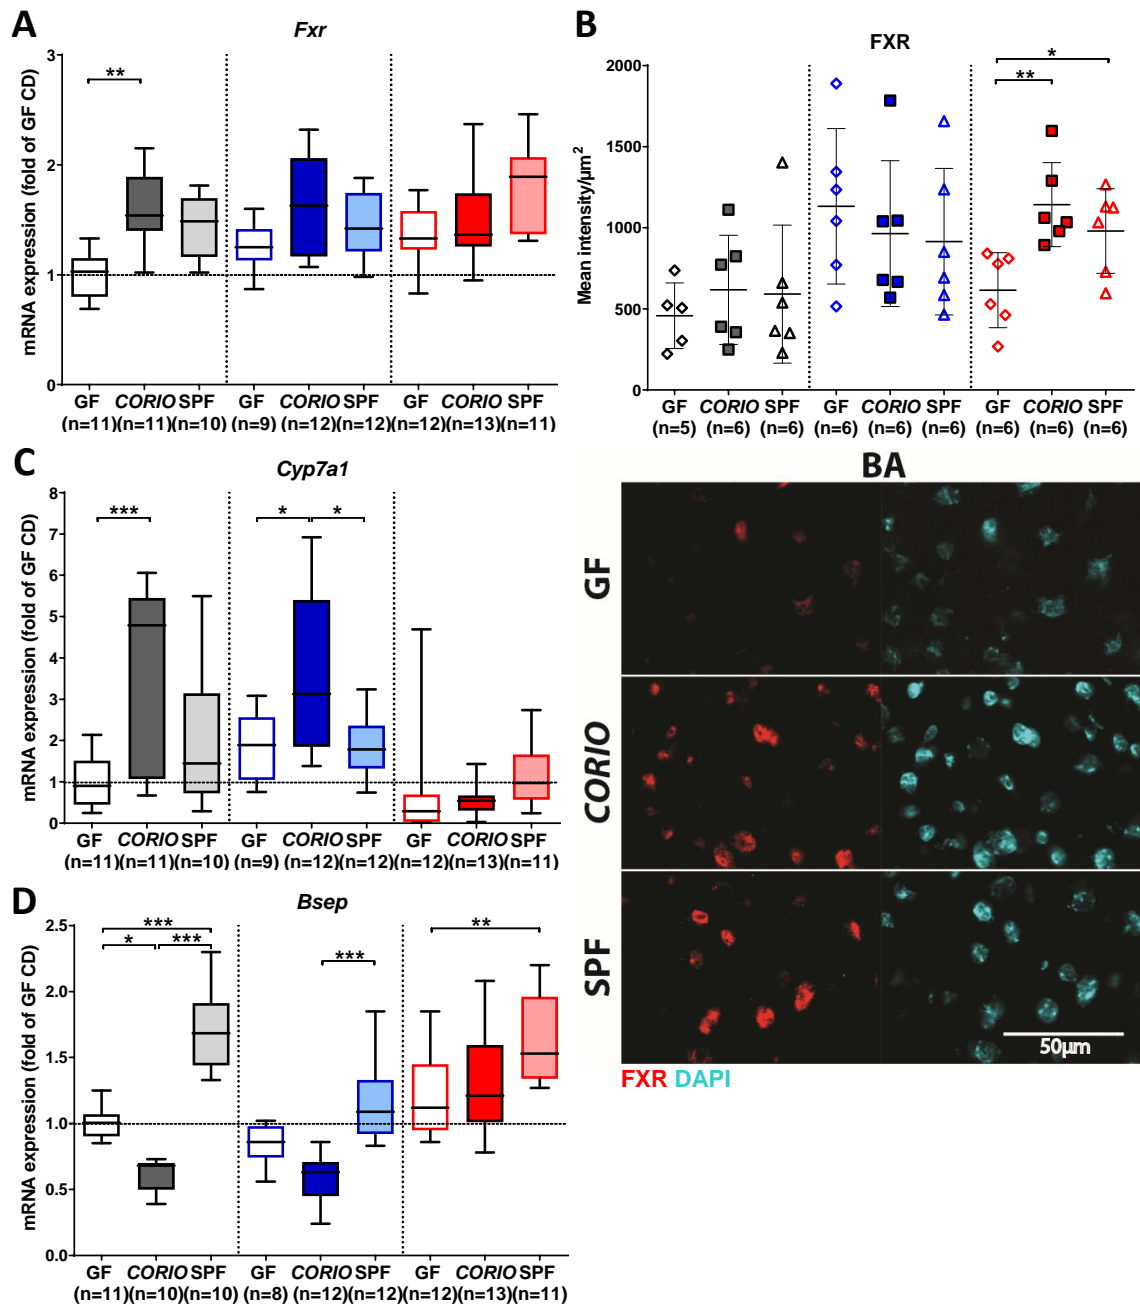 A
Fxr
mRNA expression (fold of GF CD)
3
2
1
0
**
GF CORIO SPF GF CORIO SPF GF CORIO SPF
(n=11)(n=11)(n=10) (n=9) (n=12)(n=12)(n=12) (n=13)(n=11)
B
FXR
Mean intensity/µm2
2000
1500
1000
500
0
*
**
GF CORIO SPF GF CORIO SPF GF CORIO SPF
(n=5) (n=6) (n=6) (n=6) (n=6) (n=6) (n=6) (n=6) (n=6)
BA
GF
CORIO
SPF
50µm
FXR DAPI
C
Cyp7a1
mRNA expression (fold of GF CD)
8
7
6
5
4
3
2
1
0
*** * *
GF CORIO SPF GF CORIO SPF GF CORIO SPF
(n=11)(n=11)(n=10) (n=9) (n=12)(n=12)(n=12) (n=13)(n=11)
D
Bsep
mRNA expression (fold of GF CD)
2.5
2.0
1.5
1.0
0.5
0.0
*** **
* *** ***
GF CORIO SPF GF CORIO SPF GF CORIO SPF
(n=11)(n=10)(n=10) (n=8) (n=12)(n=12) (n=12)(n=13)(n=11)